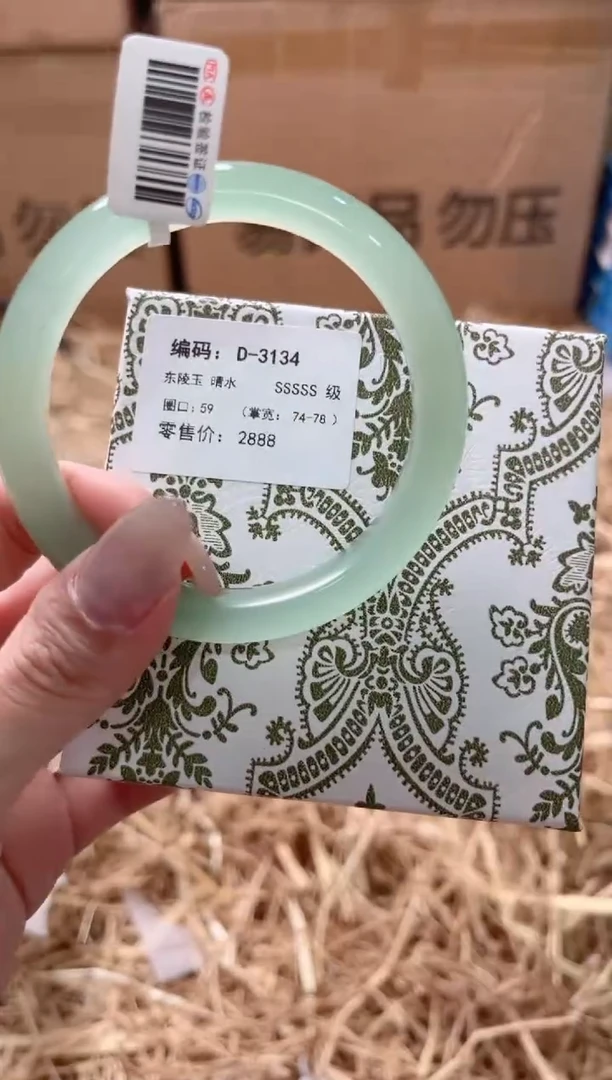 勿压
编码: D-3134
东陵玉 晴水 SSSSS 级
圈口: 59 (掌宽: 74-78 )
零售价: 2888